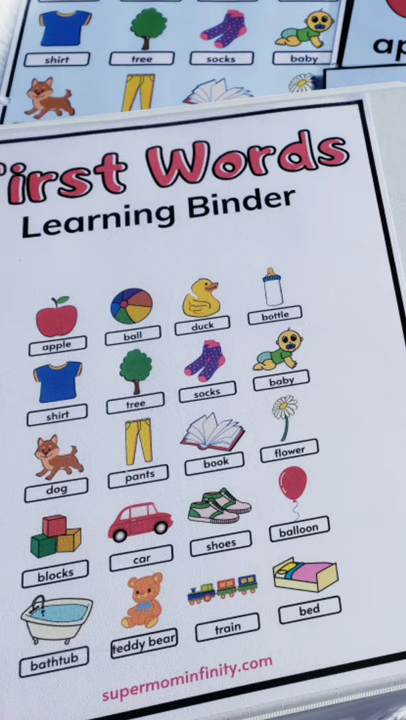 shirt tree socks baby
ap
First Words
Learning Binder
apple ball duck bottle
shirt tree socks baby
dog pants book flower
blocks car shoes balloon
bathtub teddy bear train bed
supermominfinity.com